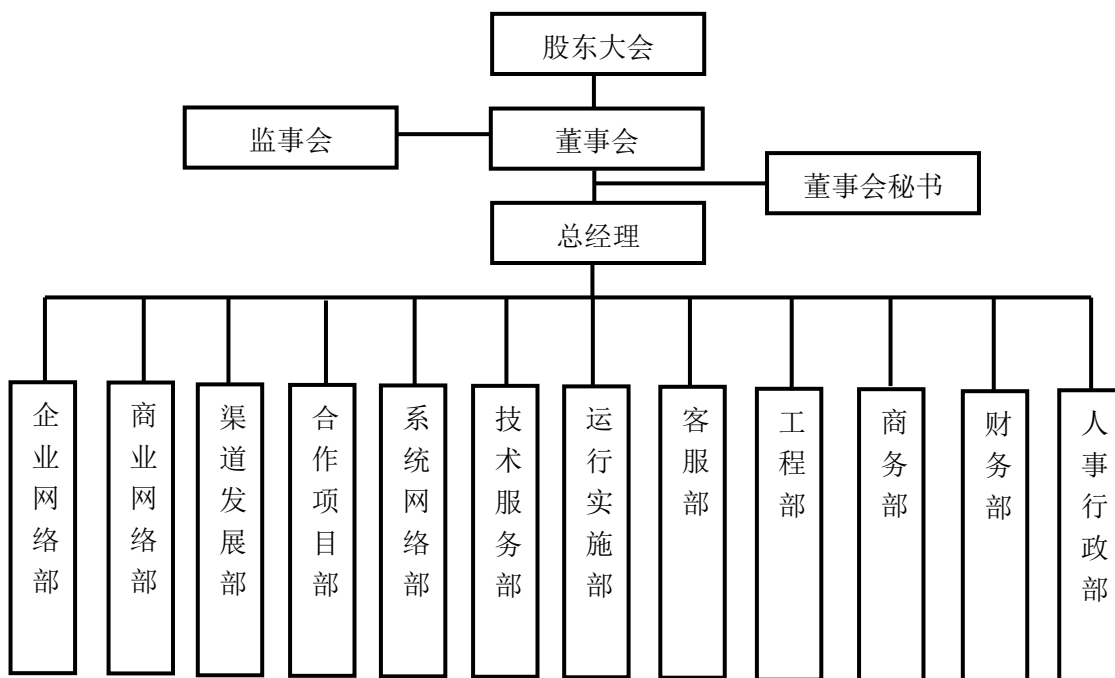 股东大会
监事会
董事会
董事会秘书
总经理
企业网络部
商业网络部
渠道发展部
合作项目部
系统网络部
技术服务部
运行实施部
客服部
工程部
商务部
财务部
人事行政部